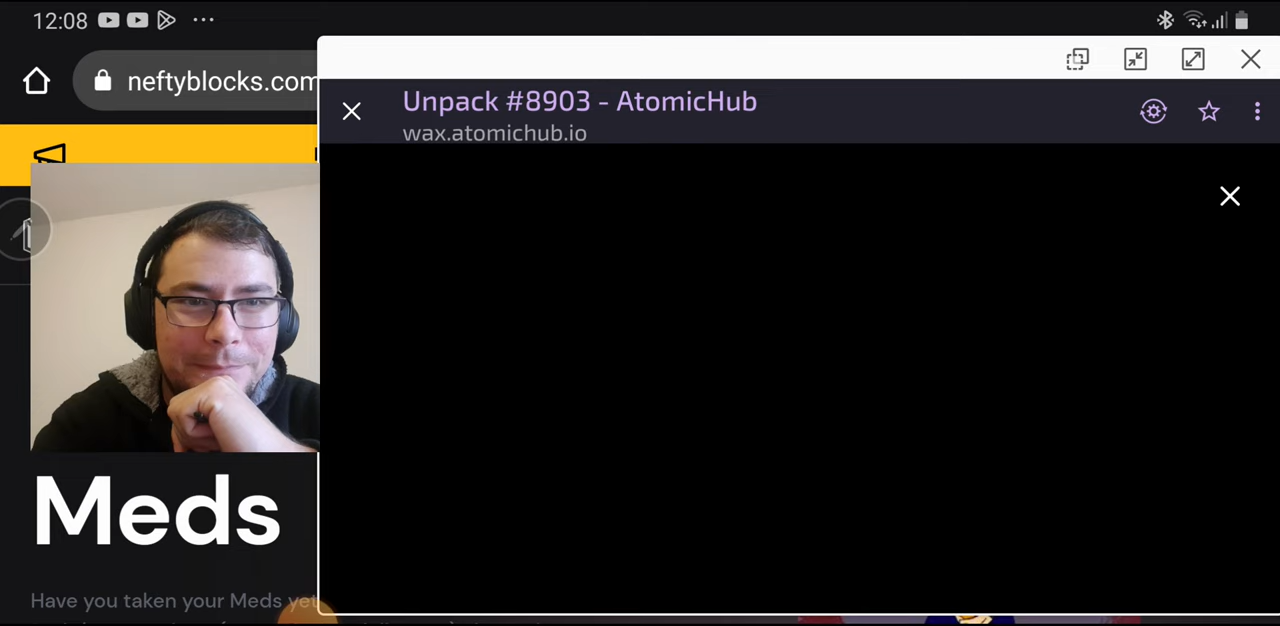 12:08
neftyblocks.com
Unpack #8903 - AtomicHub
wax.atomichub.io
Meds
Have you taken your Meds yet